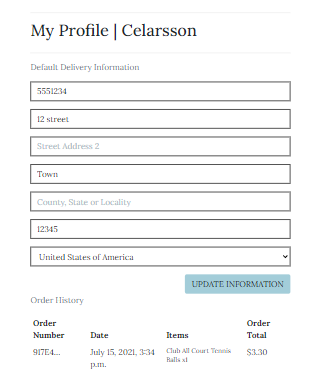 My Profile | Celarsson
Default Delivery Information
5551234
12 street
Street Address 2
Town
County, State or Locality
12345
United States of America
UPDATE INFORMATION
Order History
Order Number Date Items Order Total
917E4... July 15, 2021, 3:34 p.m. Club All Court Tennis Balls x1 $3.30